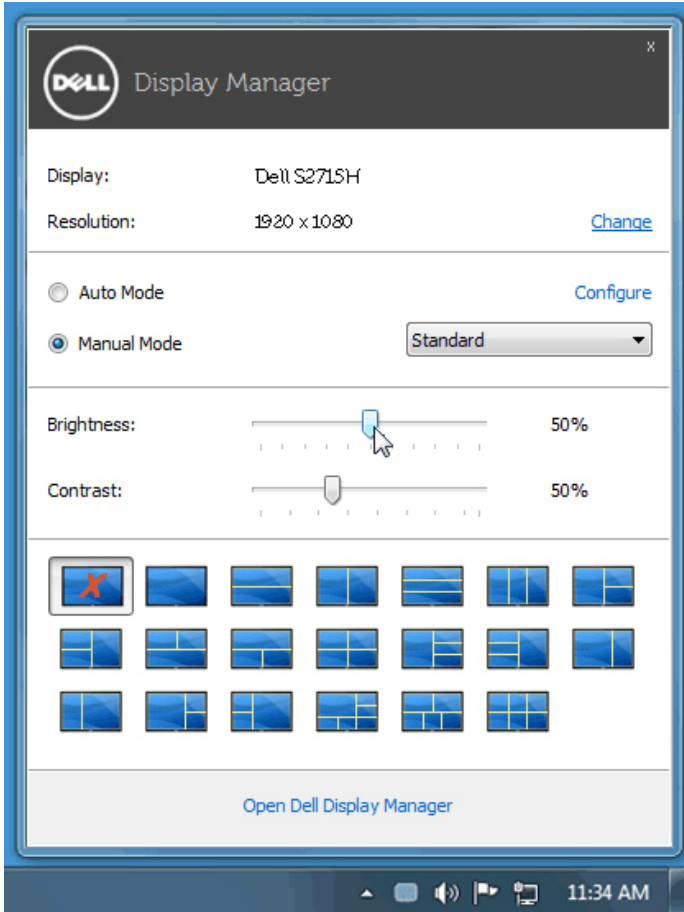 x
DELL Display Manager
Display: Dell S2715H
Resolution: 1920 x 1080 Change
Auto Mode Configure
Manual Mode Standard
Brightness: 50%
Contrast: 50%
X
Open Dell Display Manager
11:34 AM